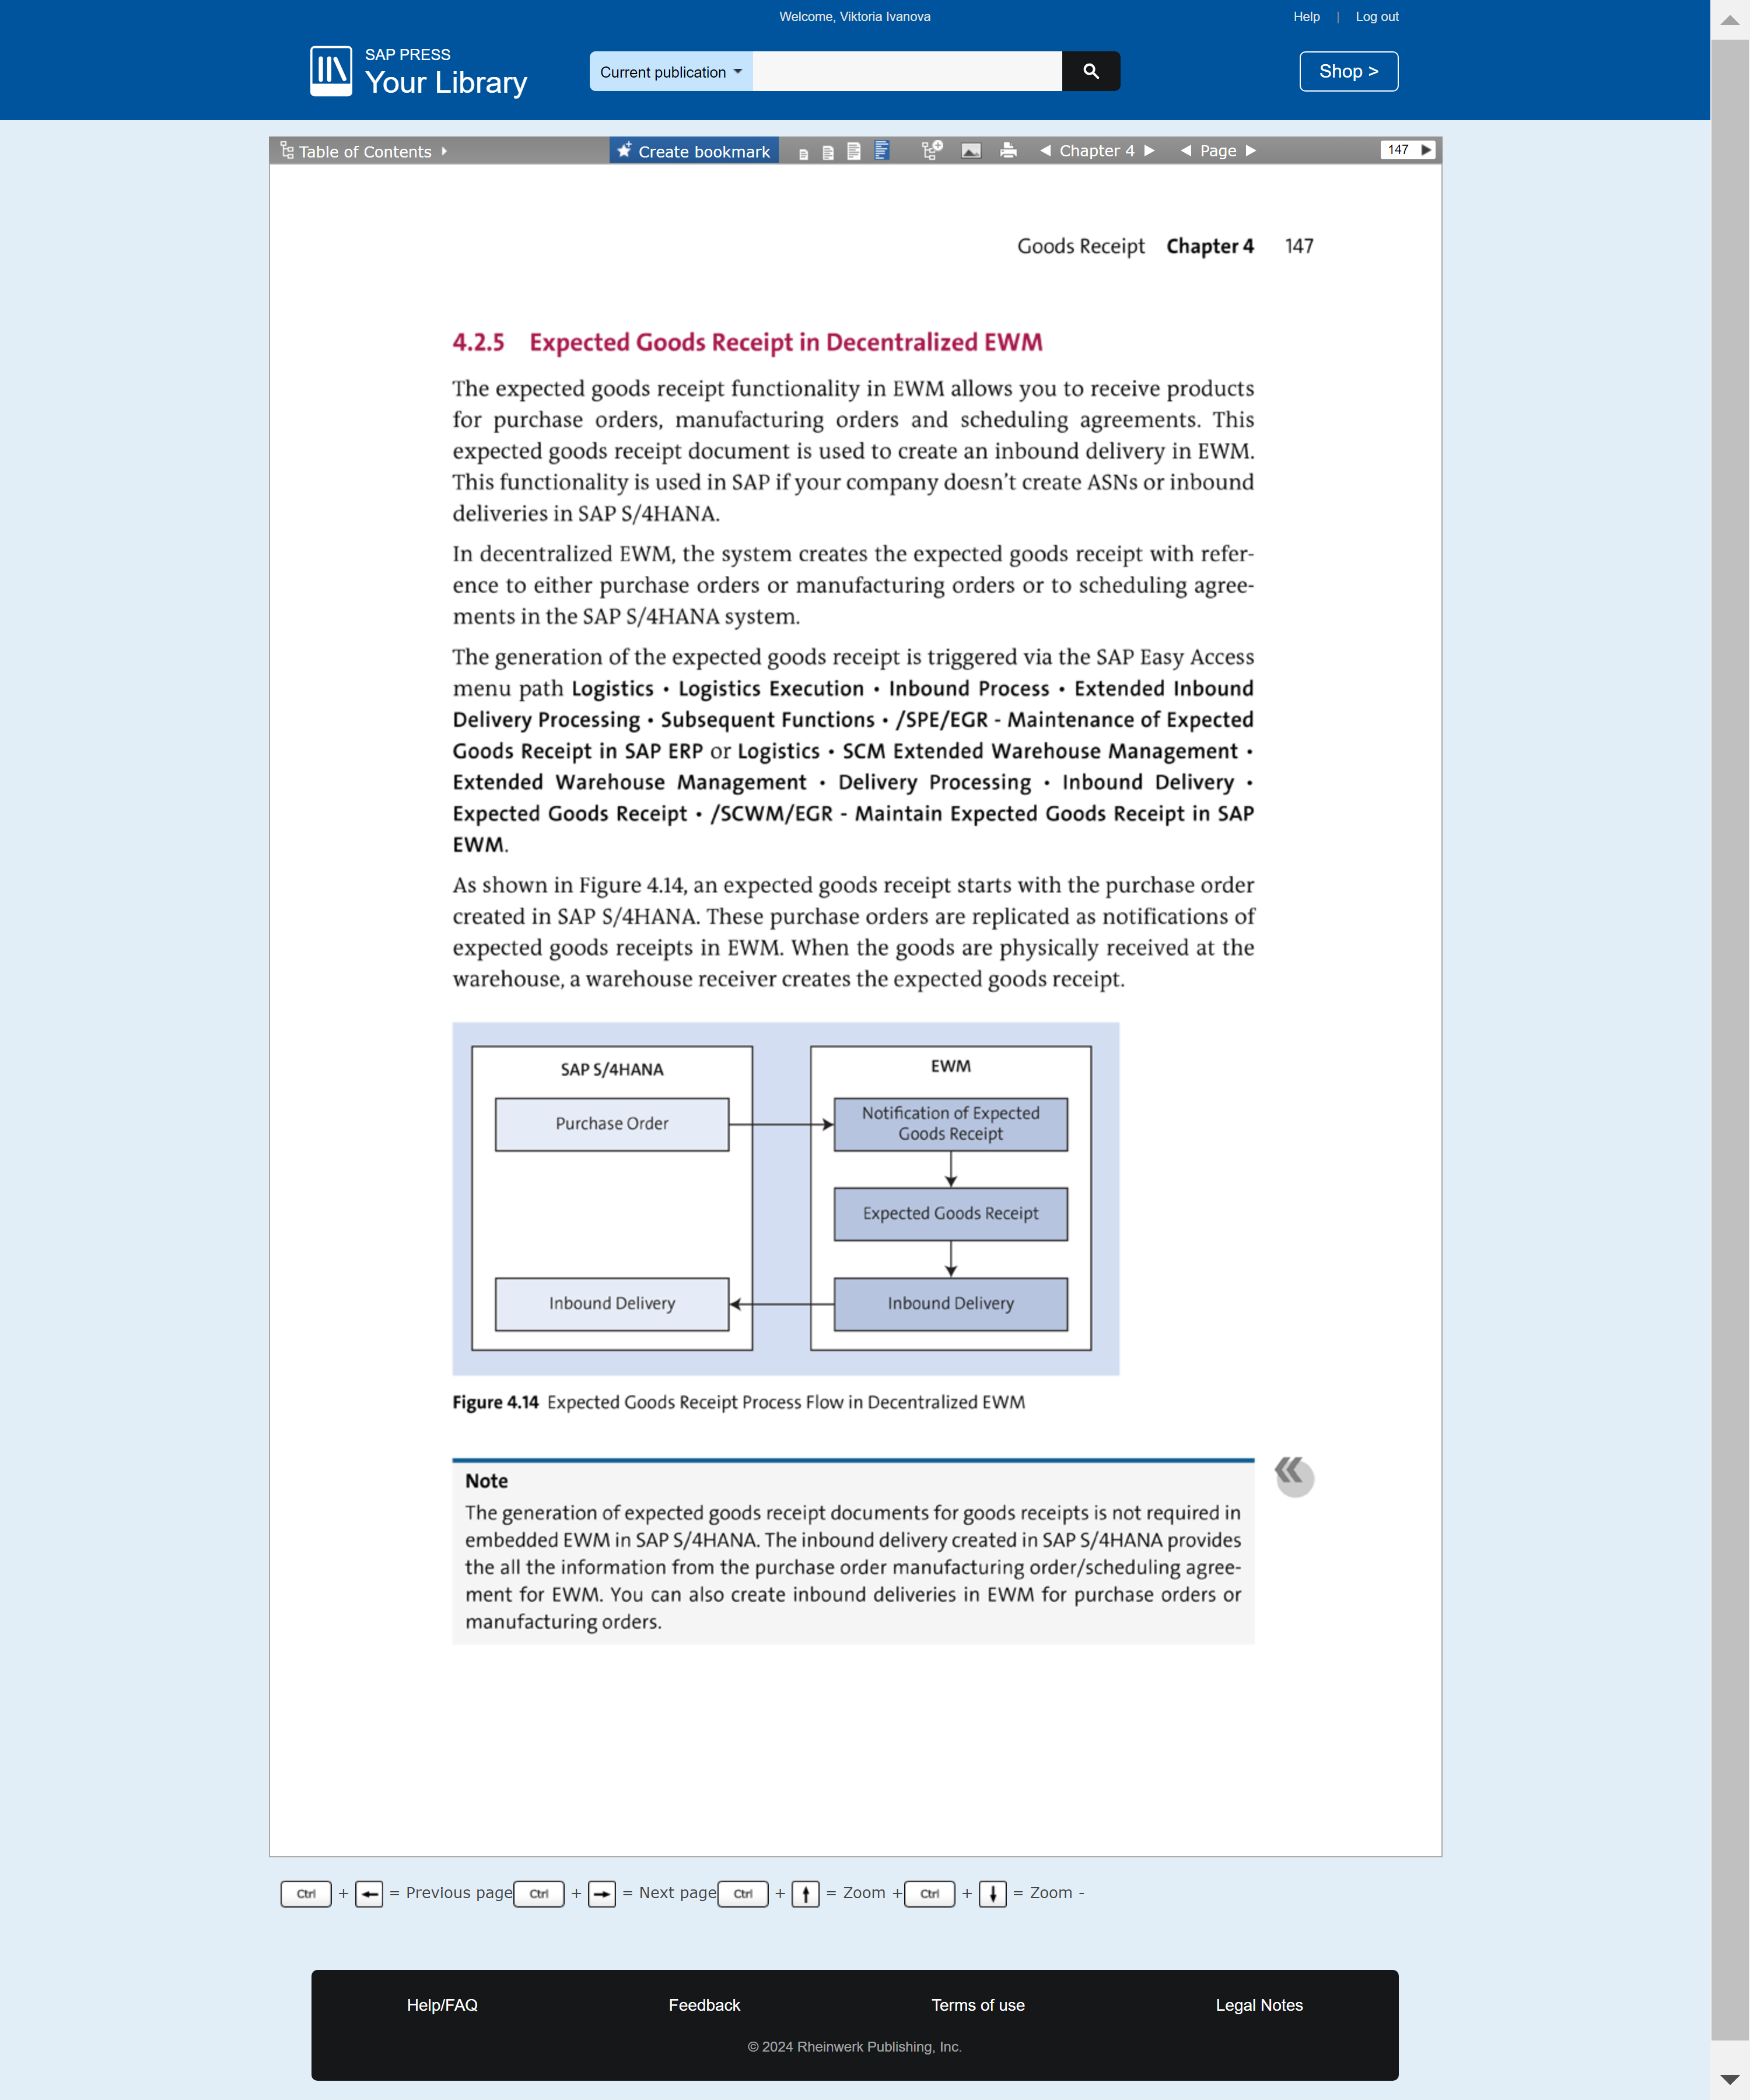 Welcome, Viktoria Ivanova
Help | Log out
SAP PRESS
Your Library
Current publication
Shop >
Table of Contents
Create bookmark
Chapter 4
Page
147
Goods Receipt Chapter 4 147
4.2.5 Expected Goods Receipt in Decentralized EWM
The expected goods receipt functionality in EWM allows you to receive products
for purchase orders, manufacturing orders and scheduling agreements. This
expected goods receipt document is used to create an inbound delivery in EWM.
This functionality is used in SAP if your company doesn't create ASNs or inbound
deliveries in SAP S/4HANA.
In decentralized EWM, the system creates the expected goods receipt with refer-
ence to either purchase orders or manufacturing orders or to scheduling agree-
ments in the SAP S/4HANA system.
The generation of the expected goods receipt is triggered via the SAP Easy Access
menu path Logistics • Logistics Execution • Inbound Process • Extended Inbound
Delivery Processing • Subsequent Functions • /SPE/EGR - Maintenance of Expected
Goods Receipt in SAP ERP or Logistics • SCM Extended Warehouse Management •
Extended Warehouse Management • Delivery Processing • Inbound Delivery •
Expected Goods Receipt • /SCWM/EGR - Maintain Expected Goods Receipt in SAP
EWM.
As shown in Figure 4.14, an expected goods receipt starts with the purchase order
created in SAP S/4HANA. These purchase orders are replicated as notifications of
expected goods receipts in EWM. When the goods are physically received at the
warehouse, a warehouse receiver creates the expected goods receipt.
SAP S/4HANA
Purchase Order
Inbound Delivery
EWM
Notification of Expected
Goods Receipt
Expected Goods Receipt
Inbound Delivery
Figure 4.14 Expected Goods Receipt Process Flow in Decentralized EWM
Note
The generation of expected goods receipt documents for goods receipts is not required in
embedded EWM in SAP S/4HANA. The inbound delivery created in SAP S/4HANA provides
the all the information from the purchase order manufacturing order/scheduling agree-
ment for EWM. You can also create inbound deliveries in EWM for purchase orders or
manufacturing orders.
Ctrl + ← = Previous page Ctrl + → = Next page Ctrl + ↑ = Zoom + Ctrl + ↓ = Zoom -
Help/FAQ
Feedback
Terms of use
Legal Notes
© 2024 Rheinwerk Publishing, Inc.